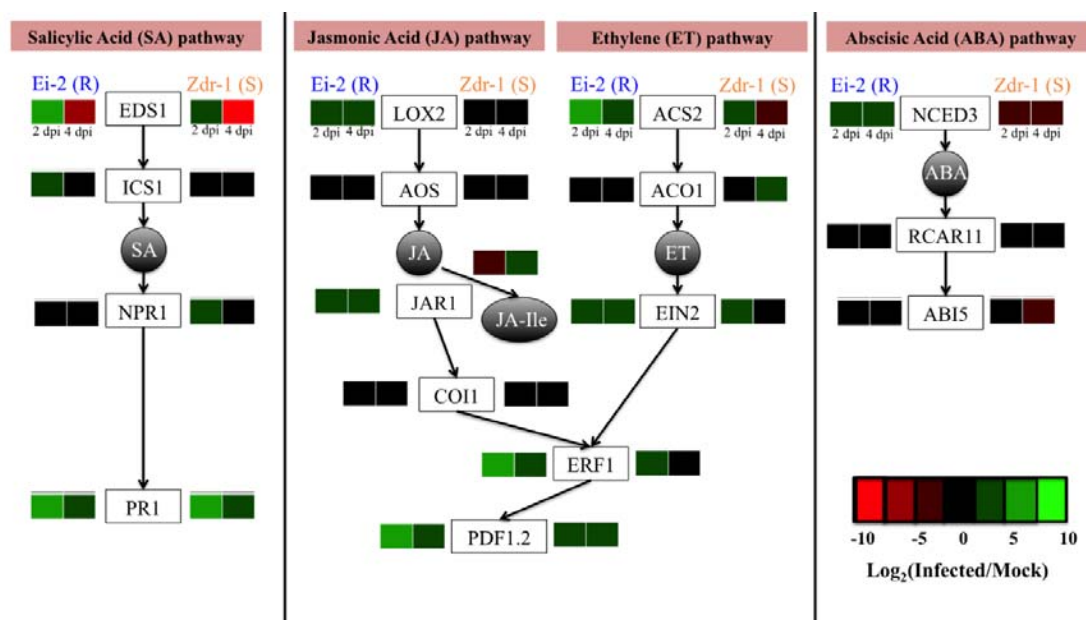 Salicylic Acid (SA) pathway
Jasmonic Acid (JA) pathway
Ethylene (ET) pathway
Abscisic Acid (ABA) pathway
Ei-2 (R)
Zdr-1 (S)
Ei-2 (R)
Zdr-1 (S)
Ei-2 (R)
Zdr-1 (S)
Ei-2 (R)
Zdr-1 (S)
EDS1
LOX2
ACS2
NCED3
2 dpi 4 dpi
2 dpi 4 dpi
2 dpi 4 dpi
2 dpi 4 dpi
2 dpi 4 dpi
2 dpi 4 dpi
2 dpi 4 dpi
2 dpi 4 dpi
ICS1
AOS
ACO1
ABA
SA
JA
ET
RCAR11
NPR1
JAR1
JA-Ile
EIN2
ABI5
COI1
ERF1
PR1
PDF1.2
-10 -5 0 5 10
Log2(Infected/Mock)